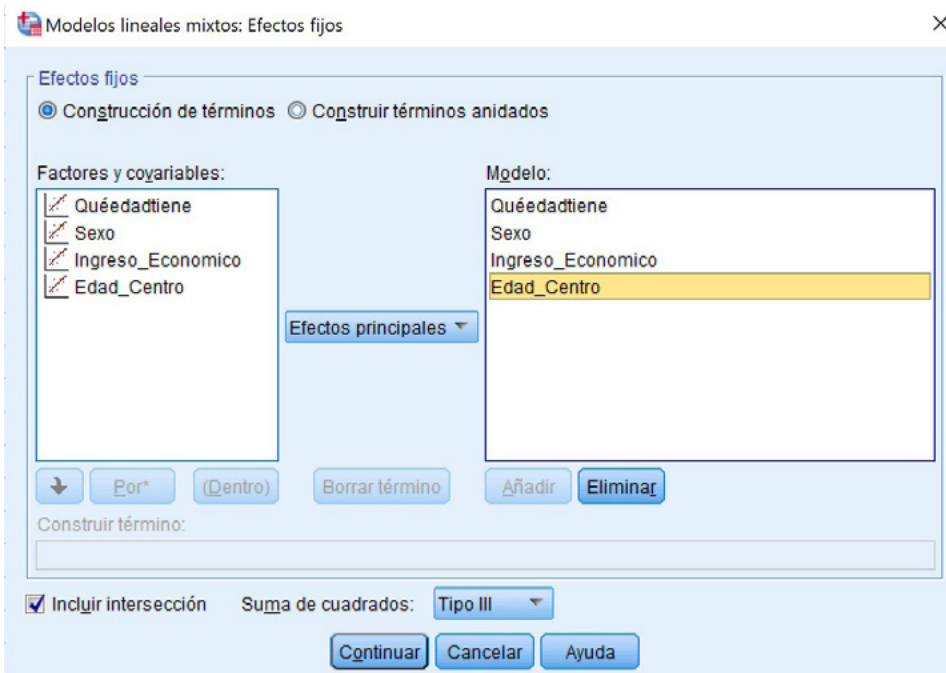 Modelos lineales mixtos: Efectos fijos
Efectos fijos
Construcción de términos Construir términos anidados
Factores y covariables:
Quéedadtiene
Sexo
Ingreso_Economico
Edad_Centro
Efectos principales
Modelo:
Quéedadtiene
Sexo
Ingreso_Economico
Edad_Centro
Por* (Dentro) Borrar término Añadir Eliminar
Construir término:
Incluir intersección Suma de cuadrados: Tipo III
Continuar Cancelar Ayuda